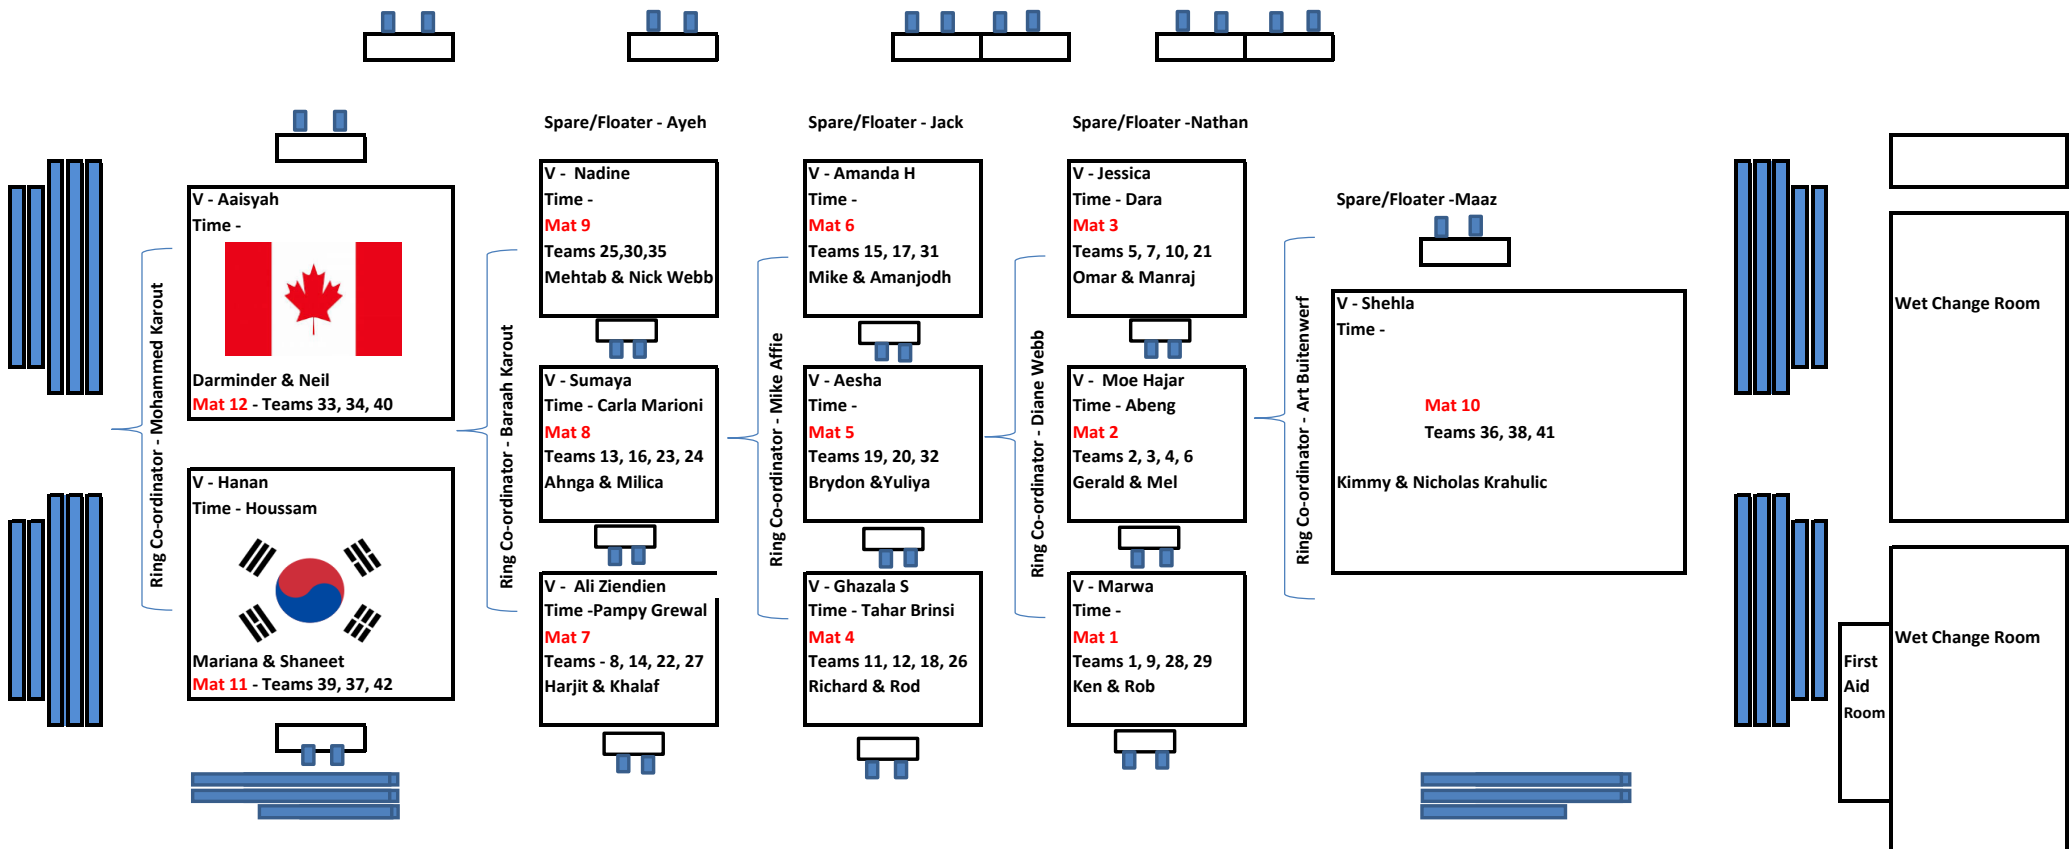 Spare/Floater - Ayeh
Spare/Floater - Jack
Spare/Floater -Nathan
Spare/Floater -Maaz
Ring Co-ordinator - Mohammed Karout
V - Aaisyah
Time -
Darminder & Neil
Mat 12 - Teams 33, 34, 40
V - Hanan
Time - Houssam
Mariana & Shaneet
Mat 11 - Teams 39, 37, 42
Ring Co-ordinator - Baraah Karout
V -  Nadine
Time -
Mat 9
Teams 25,30,35
Mehtab & Nick Webb
V - Sumaya
Time - Carla Marioni
Mat 8
Teams 13, 16, 23, 24
Ahnga & Milica
V -  Ali Ziendien
Time -Pampy Grewal
Mat 7
Teams - 8, 14, 22, 27
Harjit & Khalaf
Ring Co-ordinator - Mike Affie
V - Amanda H
Time -
Mat 6
Teams 15, 17, 31
Mike & Amanjodh
V - Aesha
Time -
Mat 5
Teams 19, 20, 32
Brydon &Yuliya
V - Ghazala S
Time - Tahar Brinsi
Mat 4
Teams 11, 12, 18, 26
Richard & Rod
Ring Co-ordinator - Diane Webb
V - Jessica
Time - Dara
Mat 3
Teams 5, 7, 10, 21
Omar & Manraj
V -  Moe Hajar
Time - Abeng
Mat 2
Teams 2, 3, 4, 6
Gerald & Mel
V - Marwa
Time -
Mat 1
Teams 1, 9, 28, 29
Ken & Rob
Ring Co-ordinator - Art Buitenwerf
V - Shehla
Time -
Mat 10
Teams 36, 38, 41
Kimmy & Nicholas Krahulic
Wet Change Room
Wet Change Room
First
Aid
Room